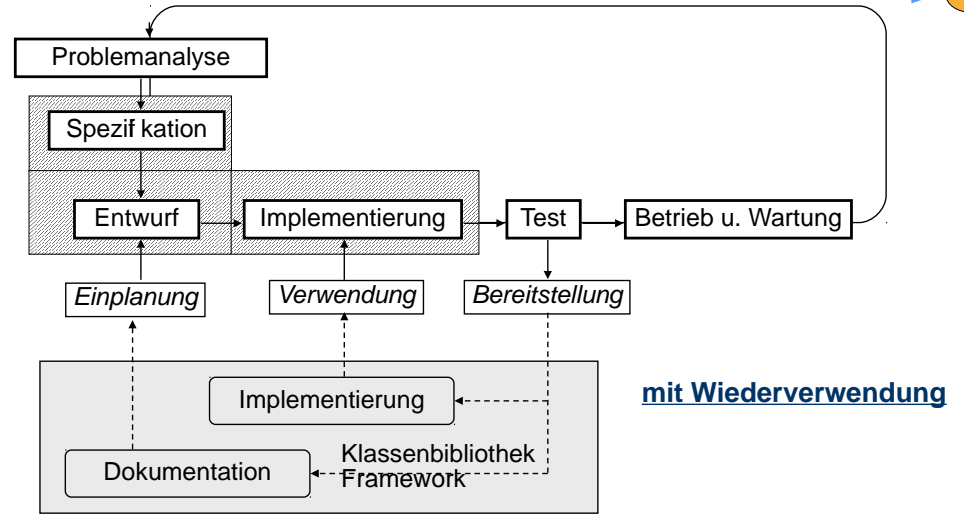 Problemanalyse
Spezif kation
Entwurf
Implementierung
Test
Betrieb u. Wartung
Einplanung
Verwendung
Bereitstellung
Implementierung
mit Wiederverwendung
Klassenbibliothek
Dokumentation
Framework